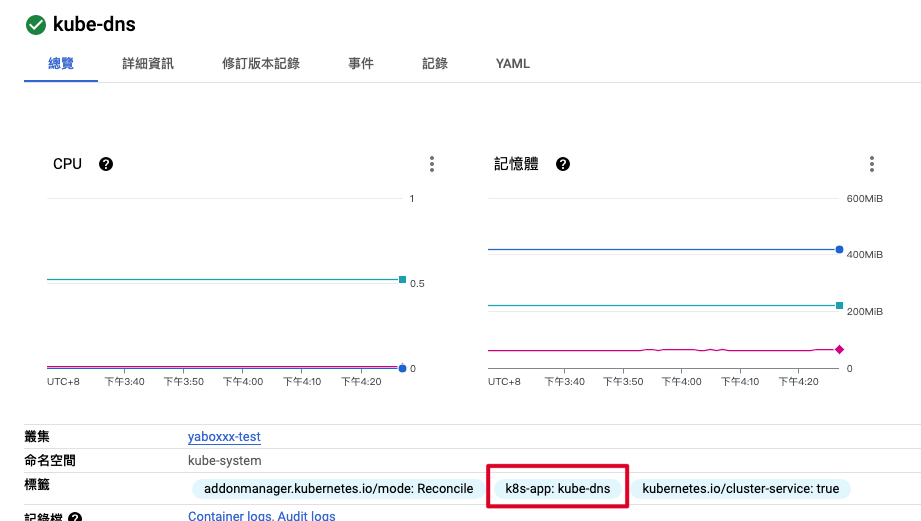 kube-dns
總覽 詳細資訊 修訂版本記錄 事件 記錄 YAML
CPU
1
0.5
0
UTC+8 下午3:40 下午3:50 下午4:00 下午4:10 下午4:20
記憶體
600MiB
400MiB
200MiB
0
UTC+8 下午3:40 下午3:50 下午4:00 下午4:10 下午4:20
叢集 yaboxxx-test
命名空間 kube-system
標籤 addonmanager.kubernetes.io/mode: Reconcile k8s-app: kube-dns kubernetes.io/cluster-service: true
記錄檔 Container logs, Audit logs